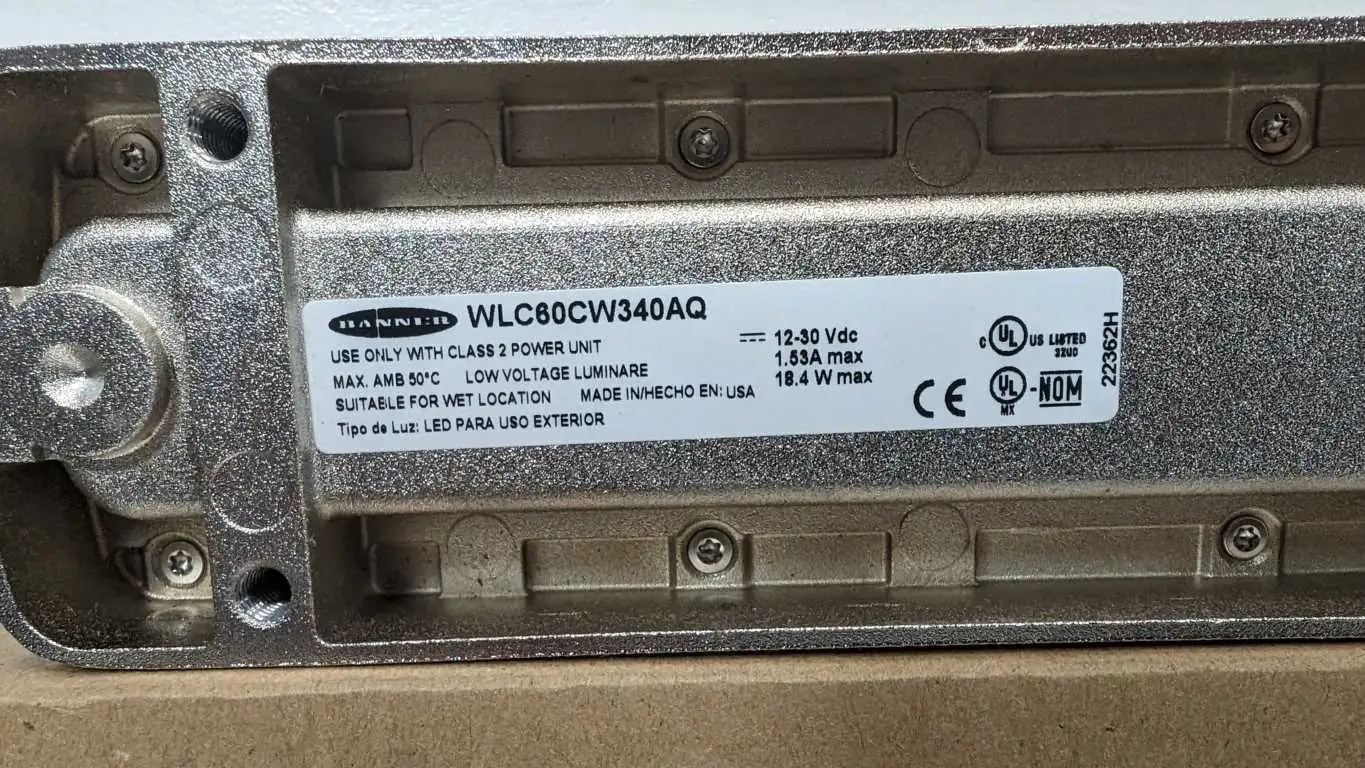 BANNER WLC60CW340AQ
USE ONLY WITH CLASS 2 POWER UNIT
MAX. AMB 50°C LOW VOLTAGE LUMINARE
SUITABLE FOR WET LOCATION MADE IN/HECHO EN: USA
Tipo de Luz: LED PARA USO EXTERIOR
12-30 Vdc
1.53A max
18.4 W max
C UL US LISTED
32U0
CE UL MX -NOM
22362H